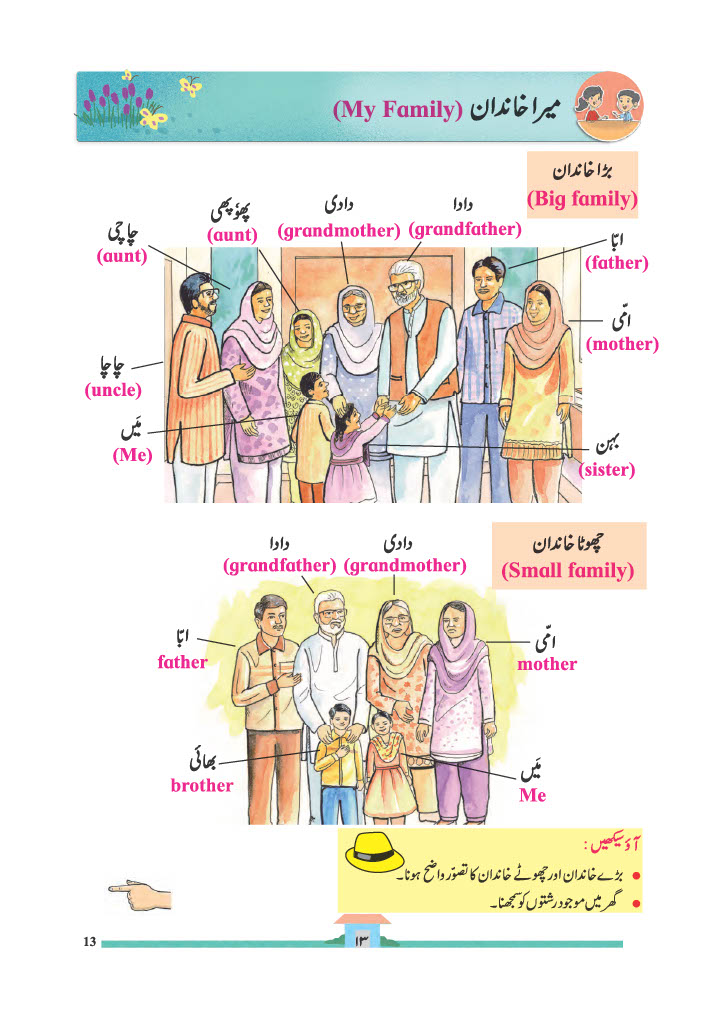 میرا خاندان (My Family)
بڑا خاندان
(Big family)
دادا
(grandfather)
دادی
(grandmother)
پھوٗپھی
(aunt)
چاچی
(aunt)
ابّا
(father)
امّی
(mother)
چاچا
(uncle)
مَیں
(Me)
بہن
(sister)
چھوٹا خاندان
(Small family)
دادی
(grandmother)
دادا
(grandfather)
ابّا
father
امّی
mother
بھائی
brother
مَیں
Me
آؤ سیکھیں :
• بڑے خاندان اور چھوٹے خاندان کا تصوّر واضح ہونا۔
• گھر میں موجود رشتوں کو سمجھنا۔
13
۱۳